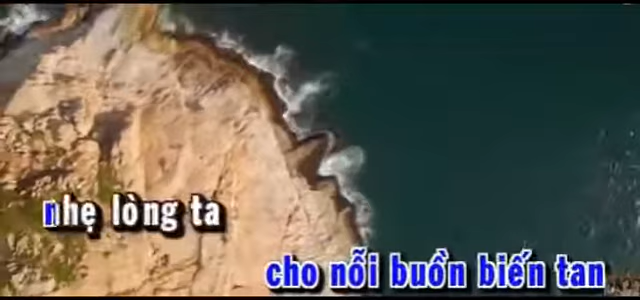 nhẹ lòng ta
cho nỗi buồn biến tan